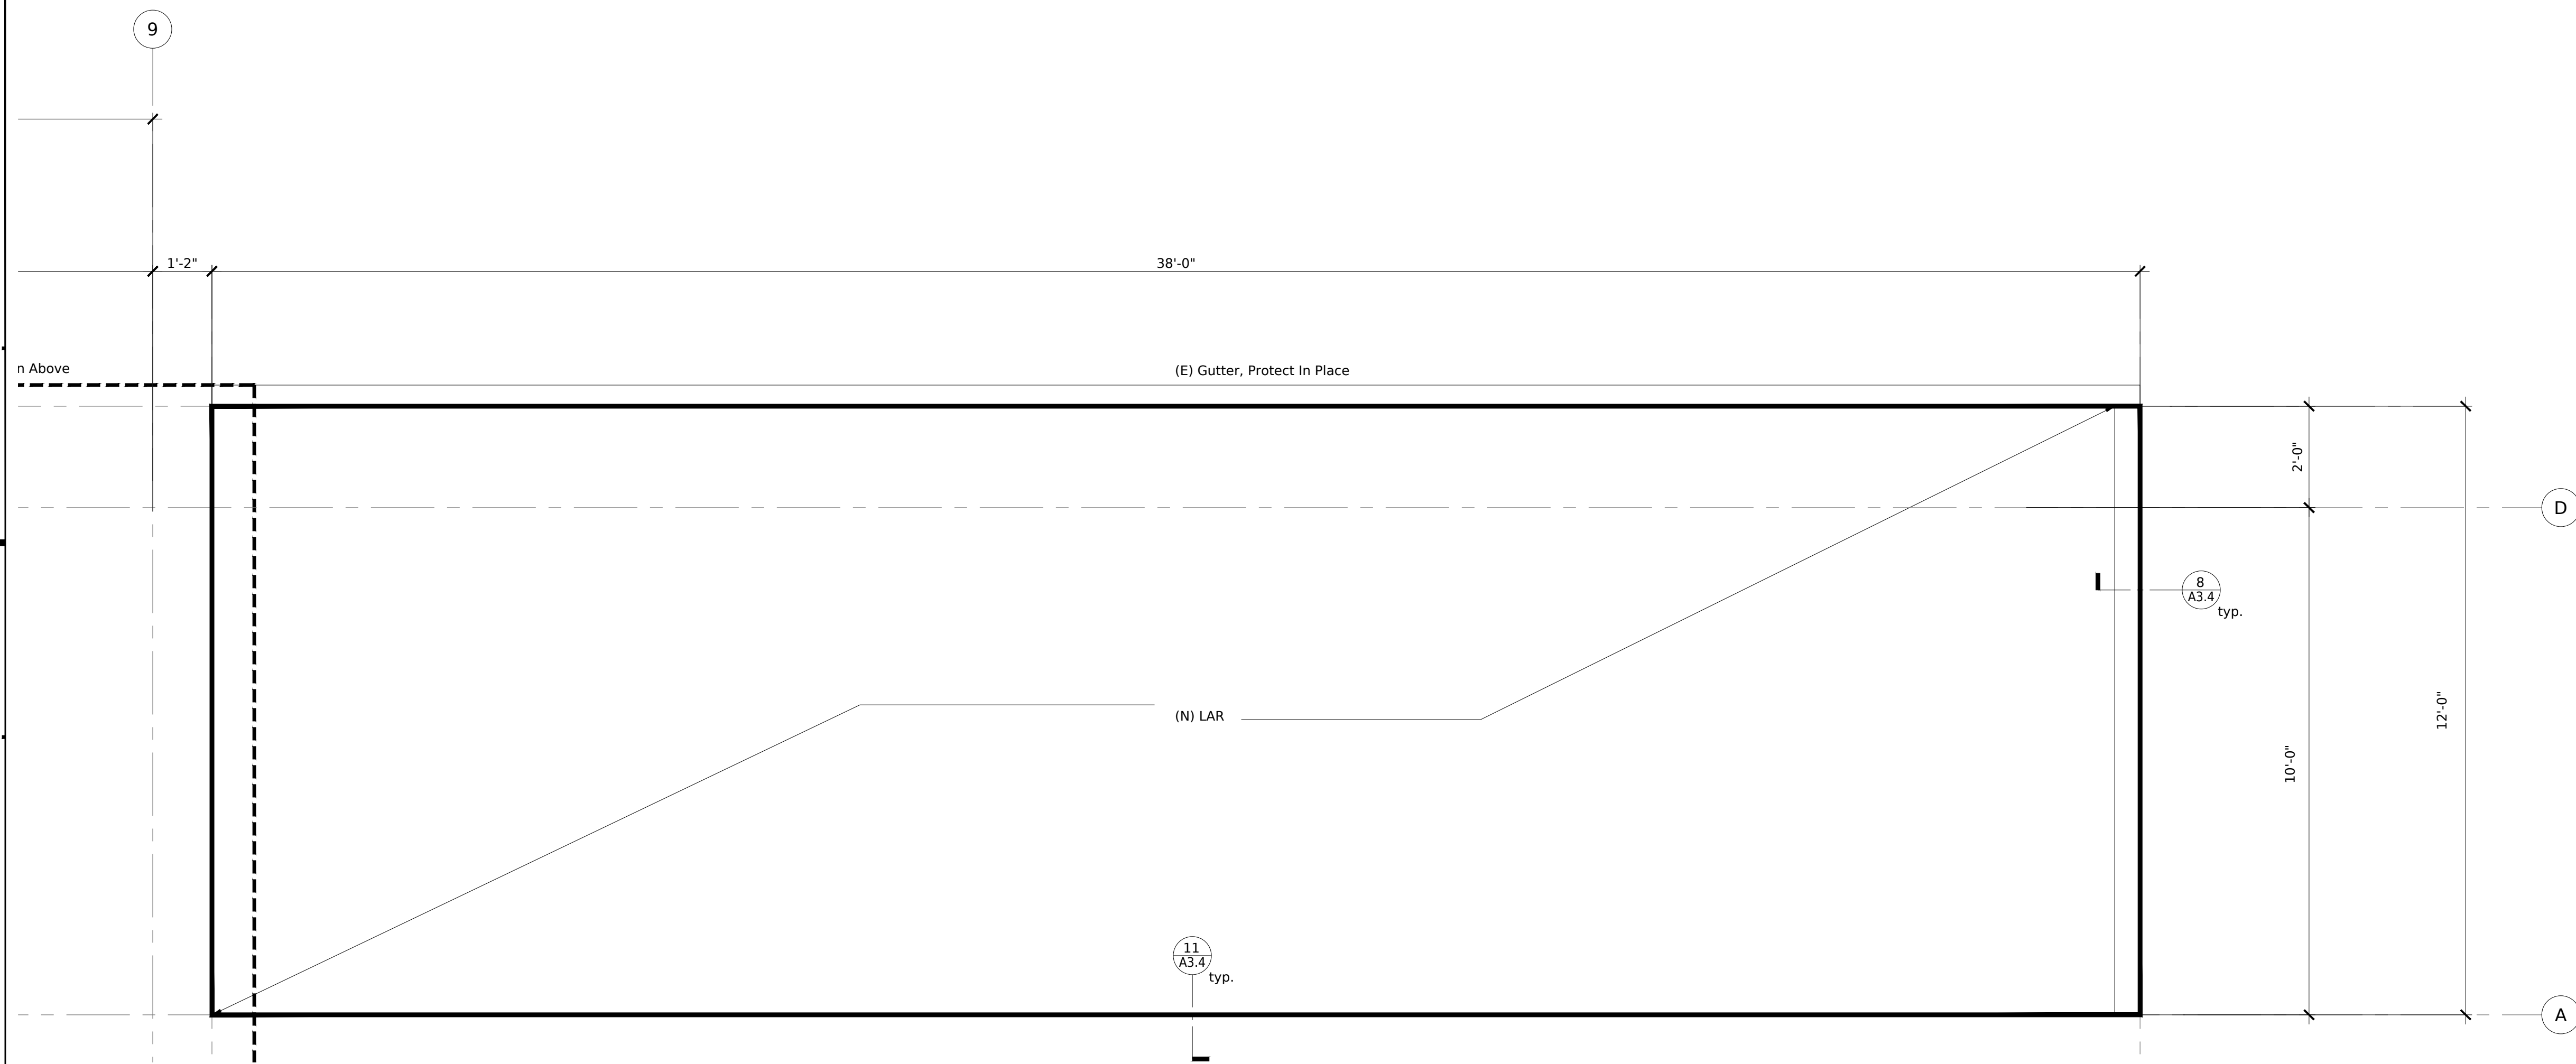 9
1'-2"
38'-0"
n Above
(E) Gutter, Protect In Place
2'-0"
D
8
A3.4
typ.
(N) LAR
12'-0"
10'-0"
11
A3.4
typ.
A